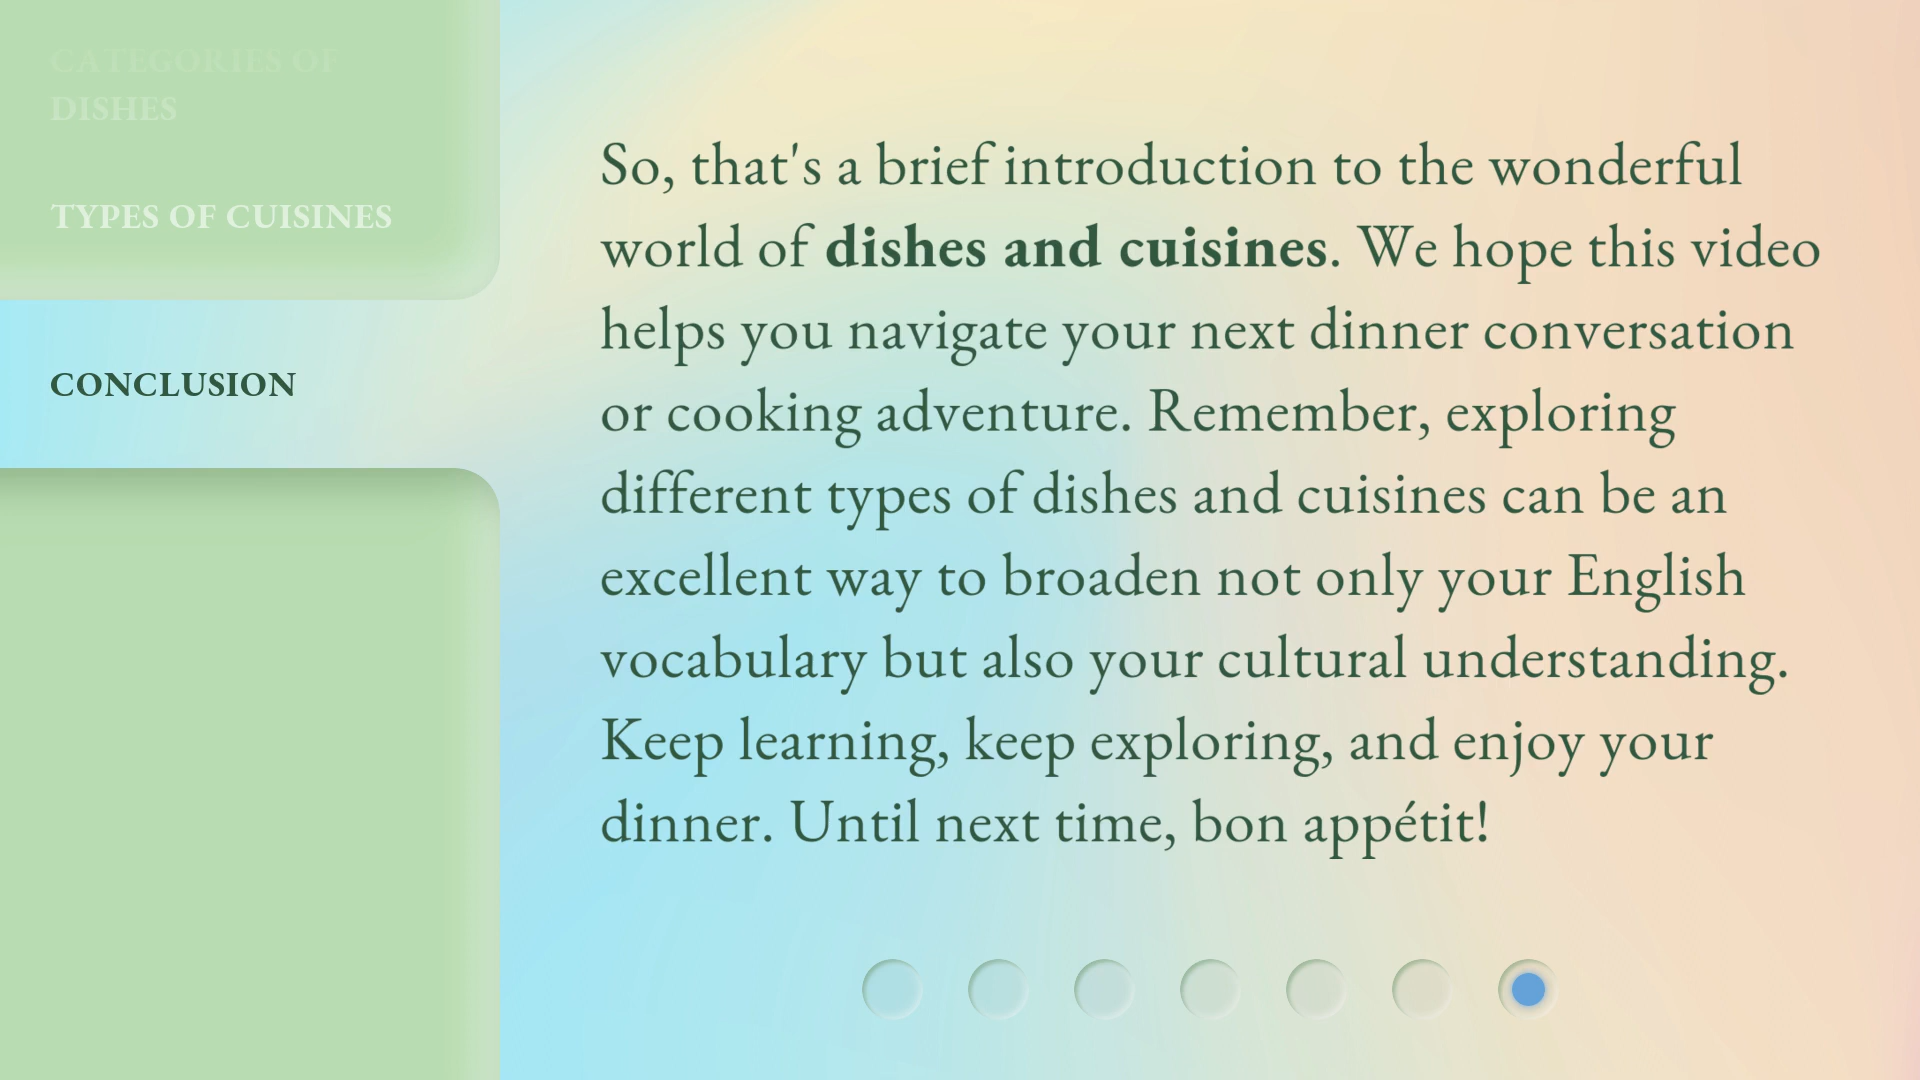 CATEGORIES OF
DISHES
TYPES OF CUISINES
CONCLUSION
So, that's a brief introduction to the wonderful
world of dishes and cuisines. We hope this video
helps you navigate your next dinner conversation
or cooking adventure. Remember, exploring
different types of dishes and cuisines can be an
excellent way to broaden not only your English
vocabulary but also your cultural understanding.
Keep learning, keep exploring, and enjoy your
dinner. Until next time, bon appétit!